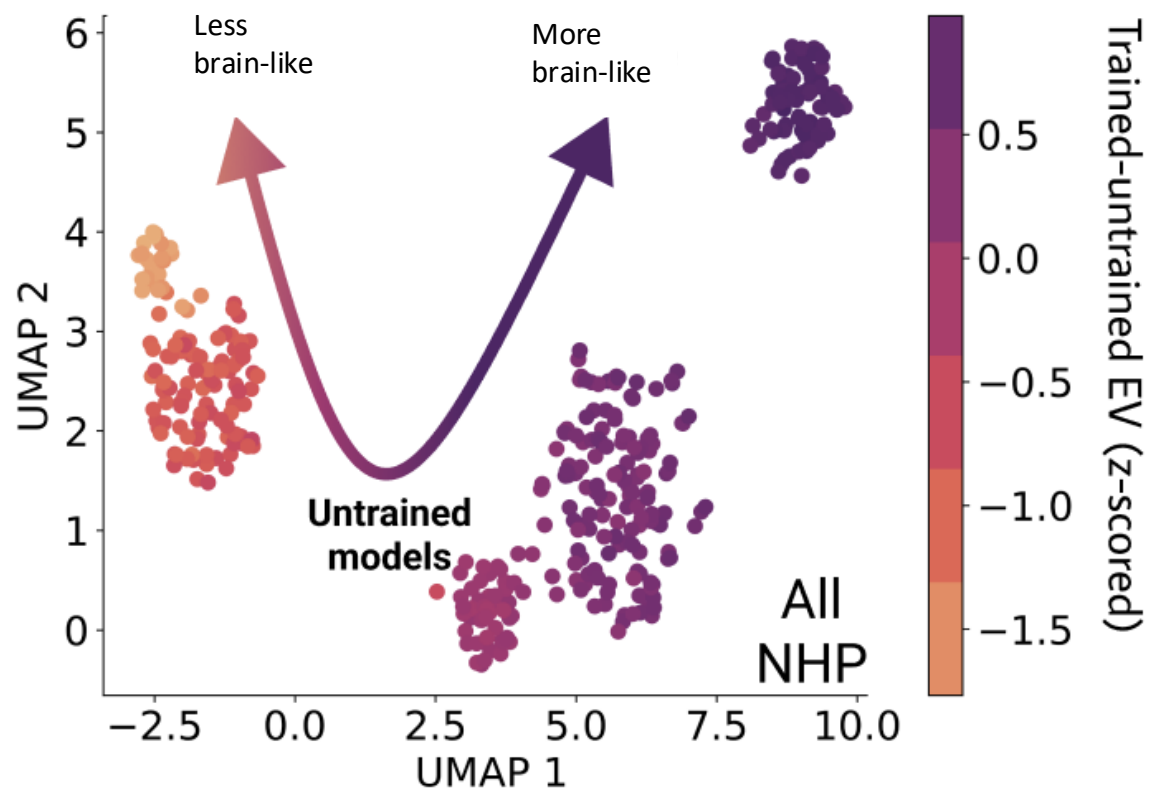 Less
brain-like
More
brain-like
Untrained
models
All
NHP
UMAP 2
6
5
4
3
2
1
0
−2.5
0.0
2.5
5.0
7.5
10.0
UMAP 1
0.5
0.0
−0.5
−1.0
−1.5
Trained-untrained EV (z-scored)